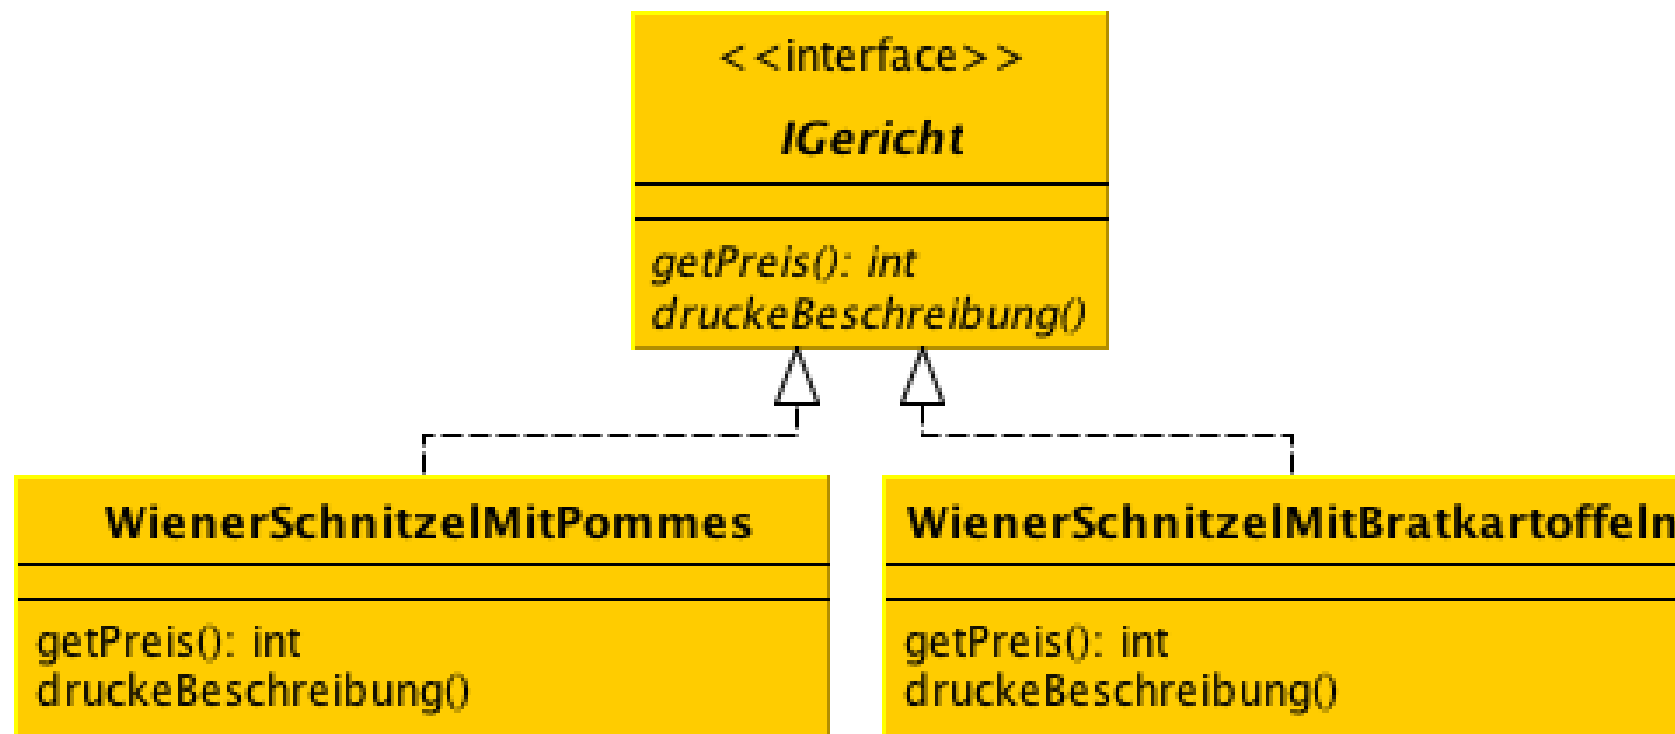 <<interface>>
IGericht
getPreis(): int
druckeBeschreibung()
WienerSchnitzelMitPommes
getPreis(): int
druckeBeschreibung()
WienerSchnitzelMitBratkartoffeln
getPreis(): int
druckeBeschreibung()